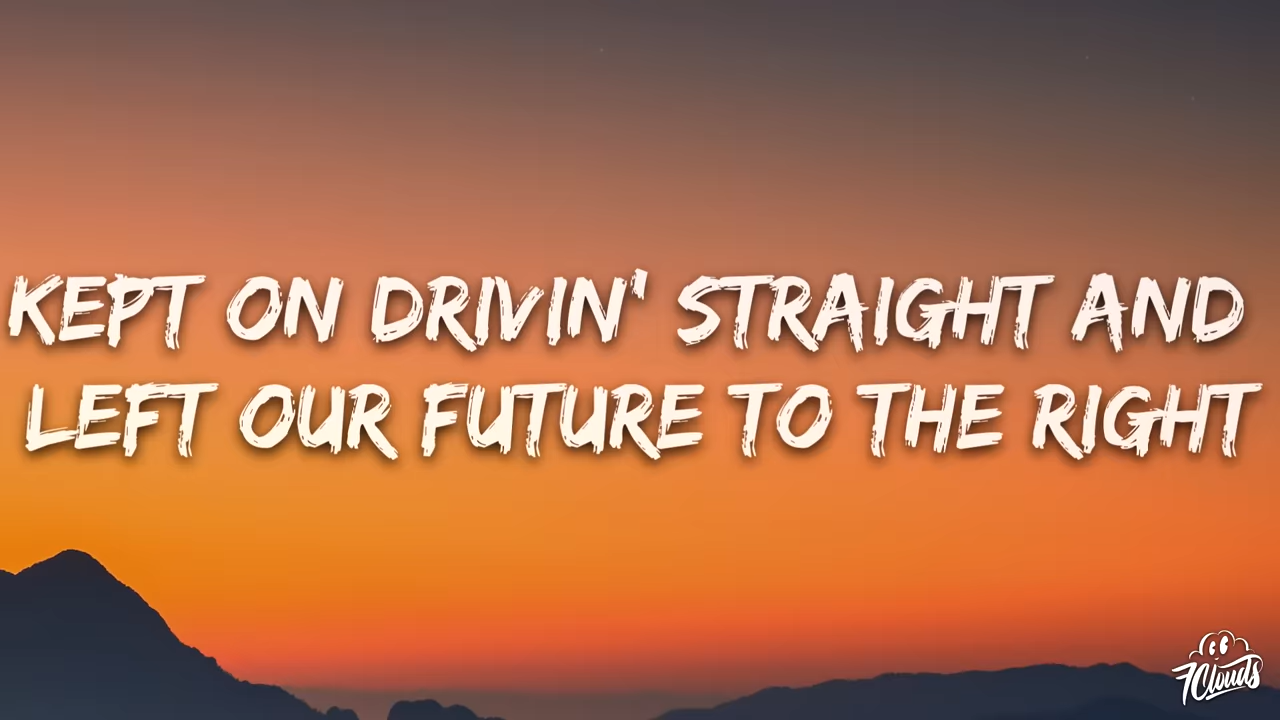 KEPT ON DRIVIN' STRAIGHT AND
LEFT OUR FUTURE TO THE RIGHT
7Clouds